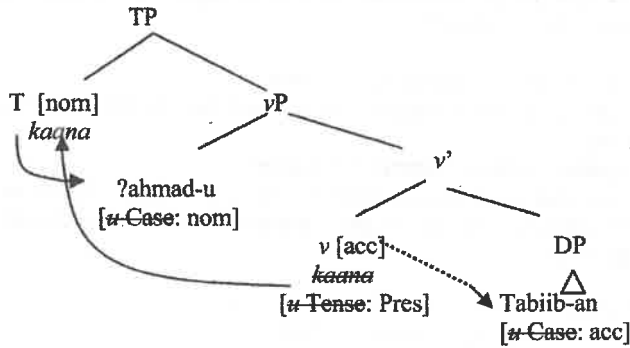 TP
T [nom]
kaana
vP
?ahmad-u
[u Case: nom]
v'
v [acc]
kaana
[u Tense: Pres]
DP
Tabiib-an
[u Case: acc]